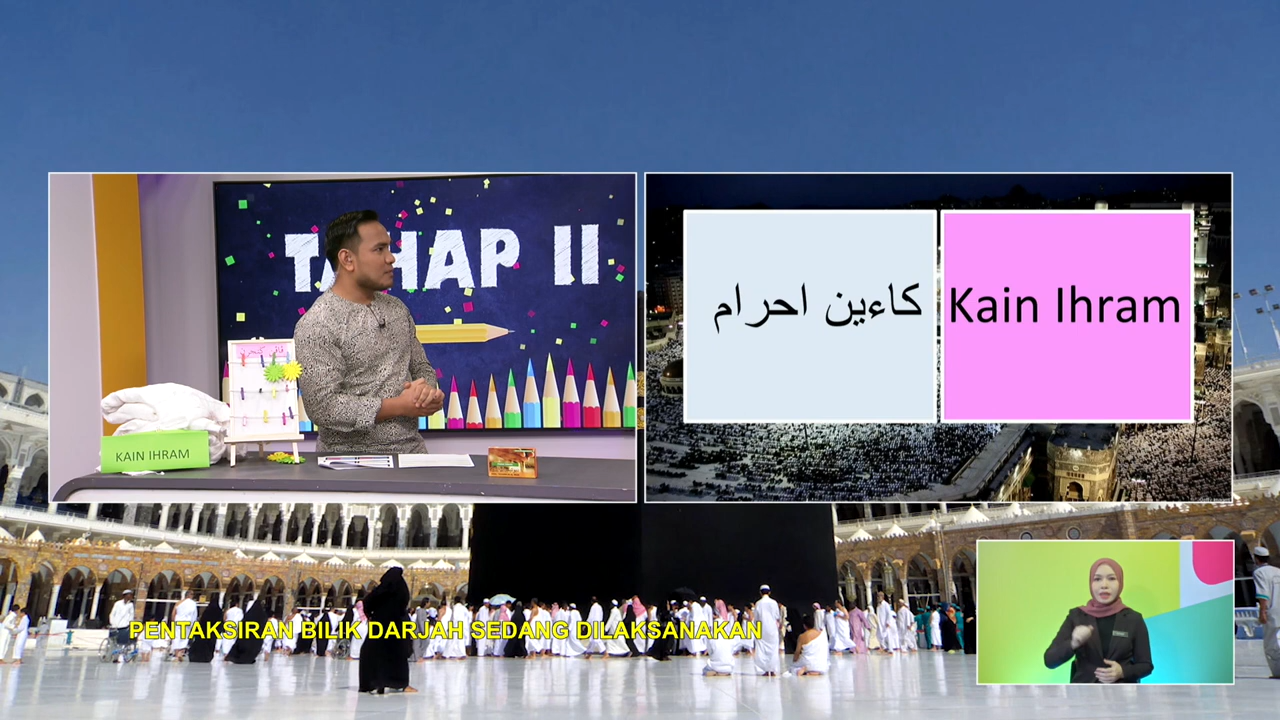 TAHAP II
KAIN IHRAM
كاءين احرام
Kain Ihram
PENTAKSIRAN BILIK DARJAH SEDANG DILAKSANAKAN